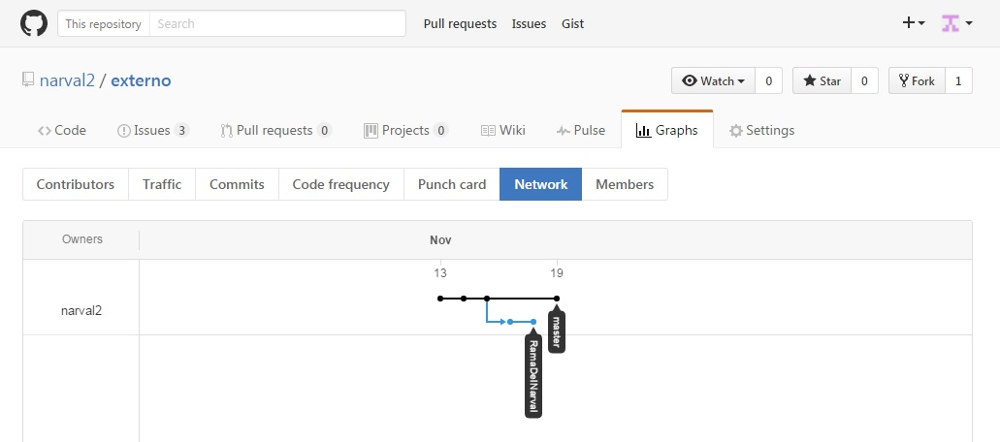 This repository Search Pull requests Issues Gist
narval2 / externo Watch 0 Star 0 Fork 1
Code Issues 3 Pull requests 0 Projects 0 Wiki Pulse Graphs Settings
Contributors Traffic Commits Code frequency Punch card Network Members
Owners Nov
13 19
narval2
master
RamaDelNarval